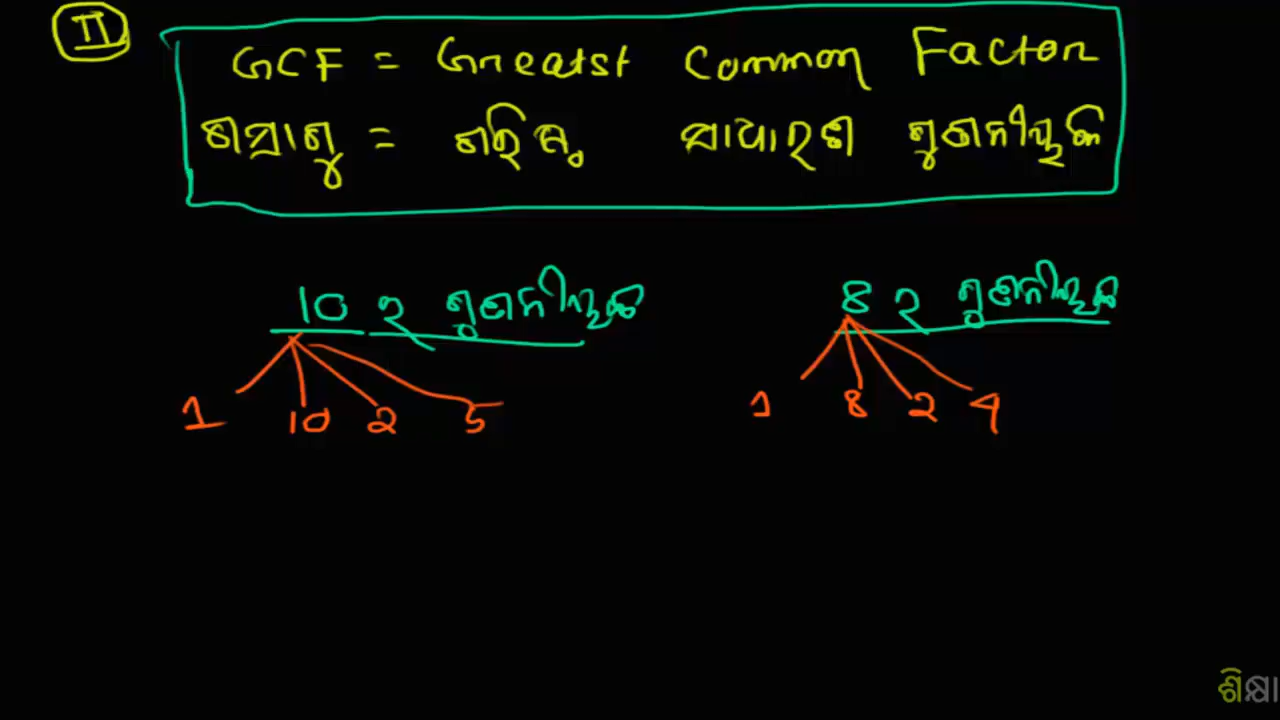 II
GCF = Greatst Common Factor
ଗସାଗୁ = ଗରିଷ୍ଠ ସାଧାରଣ ଗୁଣନୀୟକ
10 ର ଗୁଣନୀୟକ 8 ର ଗୁଣନୀୟକ
1 10 2 5 1 8 2 4
ଶିକ୍ଷା